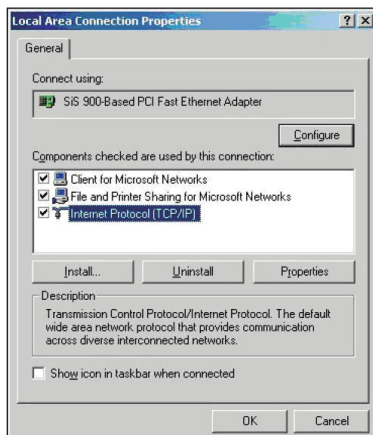 Local Area Connection Properties
General
Connect using:
SiS 900-Based PCI Fast Ethernet Adapter
Configure
Components checked are used by this connection:
Client for Microsoft Networks
File and Printer Sharing for Microsoft Networks
Internet Protocol (TCP/IP)
Install... Uninstall Properties
Description
Transmission Control Protocol/Internet Protocol. The default
wide area network protocol that provides communication
across diverse interconnected networks.
Show icon in taskbar when connected
OK Cancel